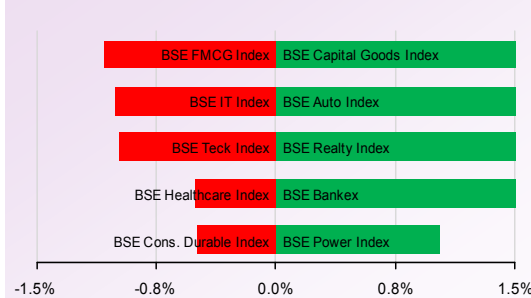 BSE FMCG Index BSE Capital Goods Index
BSE IT Index BSE Auto Index
BSE Teck Index BSE Realty Index
BSE Healthcare Index BSE Bankex
BSE Cons. Durable Index BSE Power Index
-1.5% -0.8% 0.0% 0.8% 1.5%